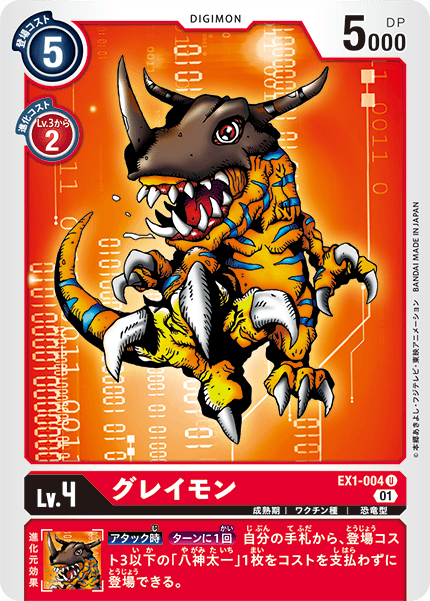 DIGIMON
登場コスト
5
DP
5000
進化コスト
Lv.3から
2
©本郷あきよし・フジテレビ・東映アニメーション BANDAI MADE IN JAPAN
EX1-004 U
01
Lv.4
グレイモン
成熟期 | ワクチン種 | 恐竜型
進化元効果
アタック時 ターンに1回 自分の手札から、登場コス
ト3以下の「八神太一」1枚をコストを支払わずに
登場できる。